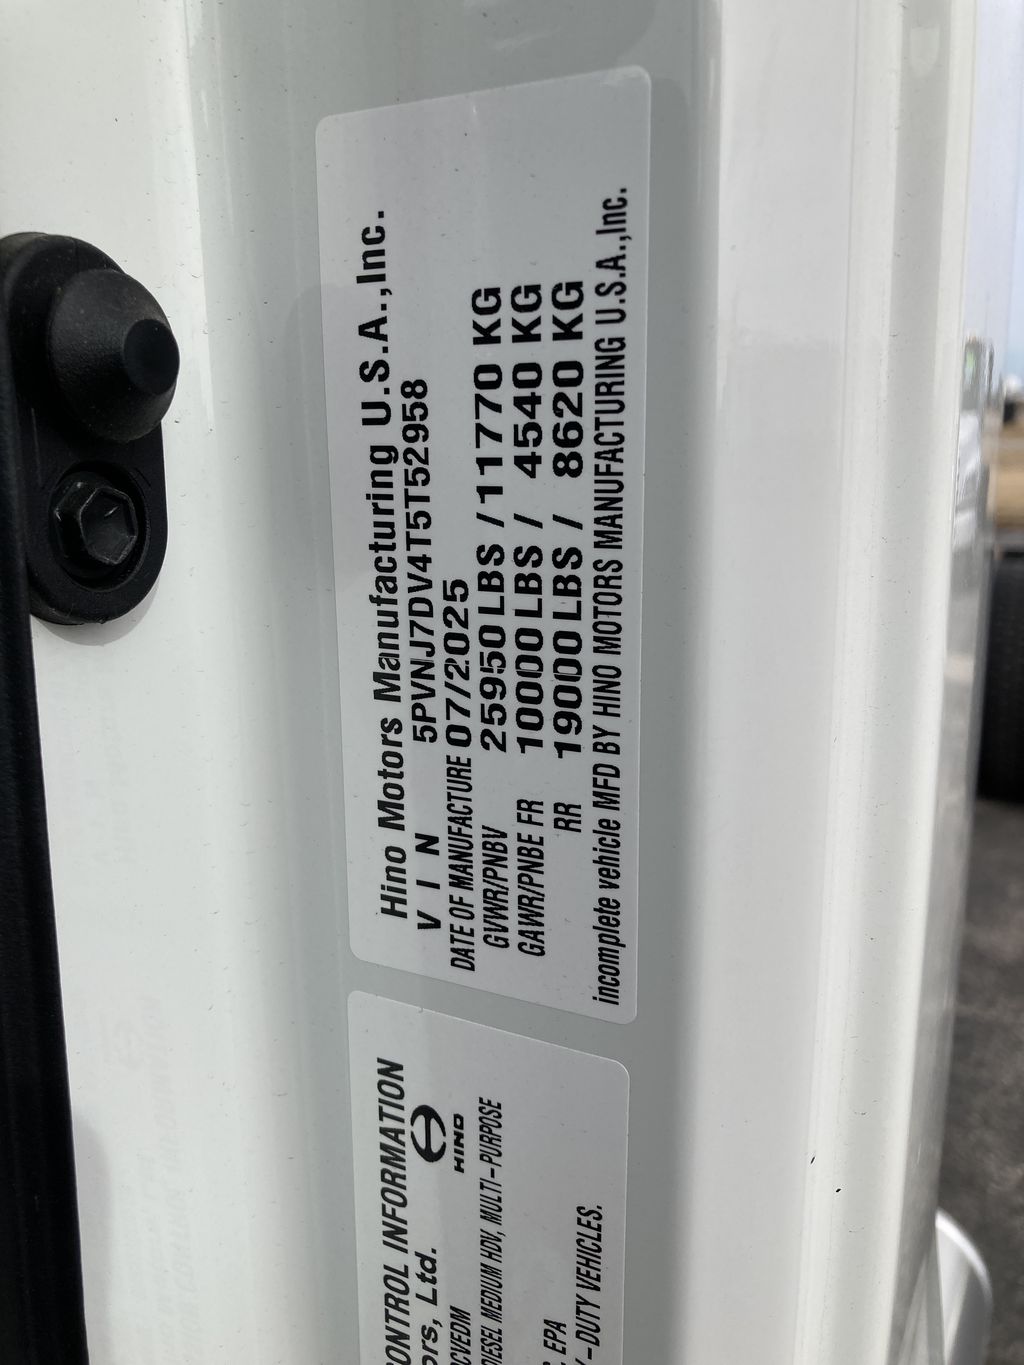 Hino Motors Manufacturing U.S.A.,Inc.
V I N 5PVNJ7DV4T5T52958
DATE OF MANUFACTURE 07/2025
GVWR/PNBV 25950 LBS / 11770 KG
GAWR/PNBE FR 10000 LBS / 4540 KG
RR 19000 LBS / 8620 KG
incomplete vehicle MFD BY HINO MOTORS MANUFACTURING U.S.A.,Inc.
ONTROL INFORMATION
ors, Ltd.
HINO
CVEDM
DIESEL MEDIUM HDV, MULTI-PURPOSE
EPA
-DUTY VEHICLES.